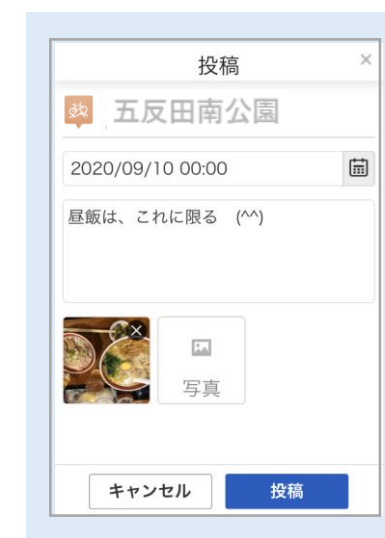 投稿
×
五反田南公園
2020/09/10 00:00
昼飯は、これに限る　(^^)
写真
キャンセル
投稿